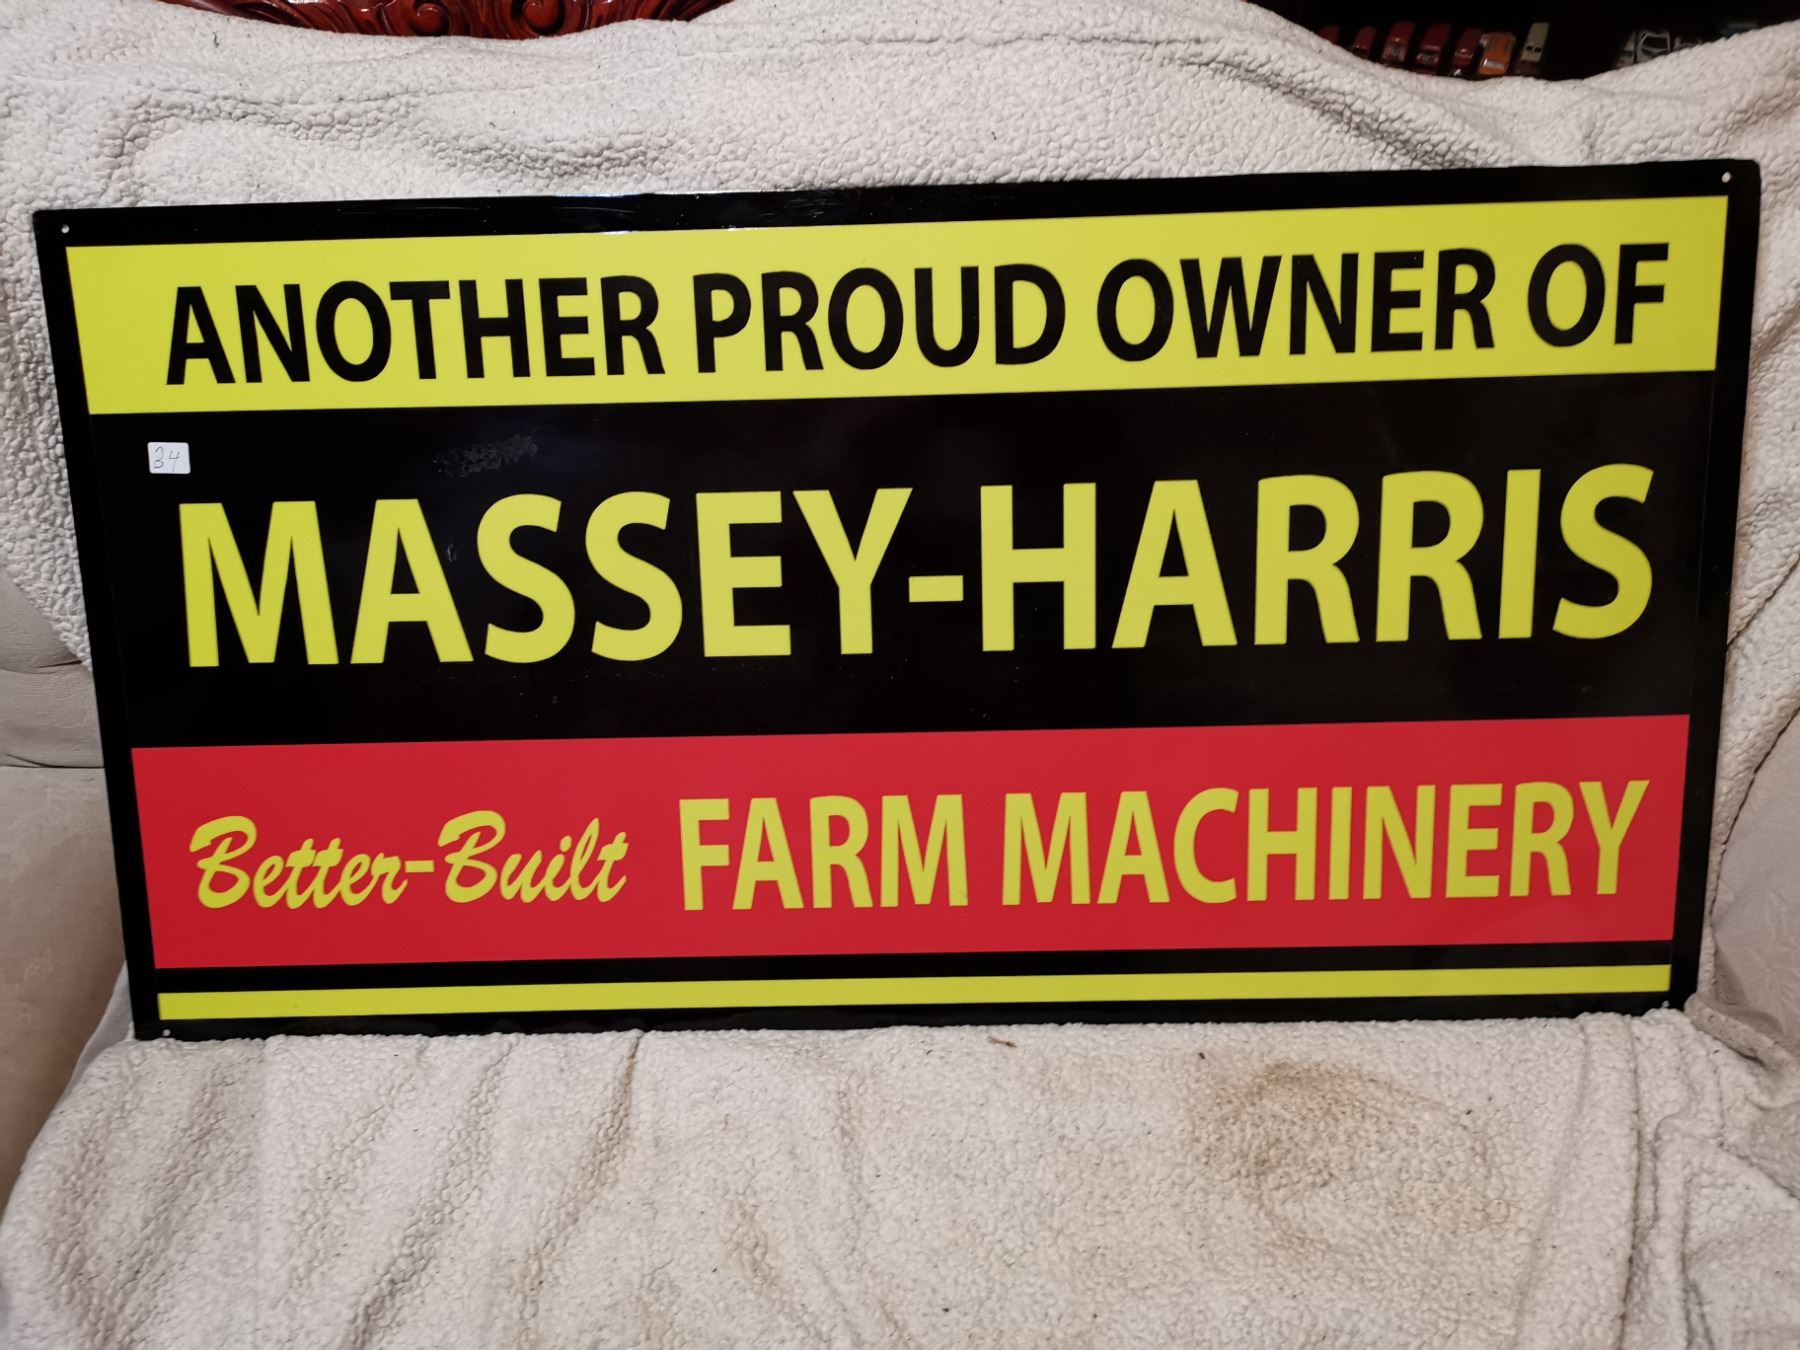 ANOTHER PROUD OWNER OF
34
MASSEY-HARRIS
Better-Built FARM MACHINERY